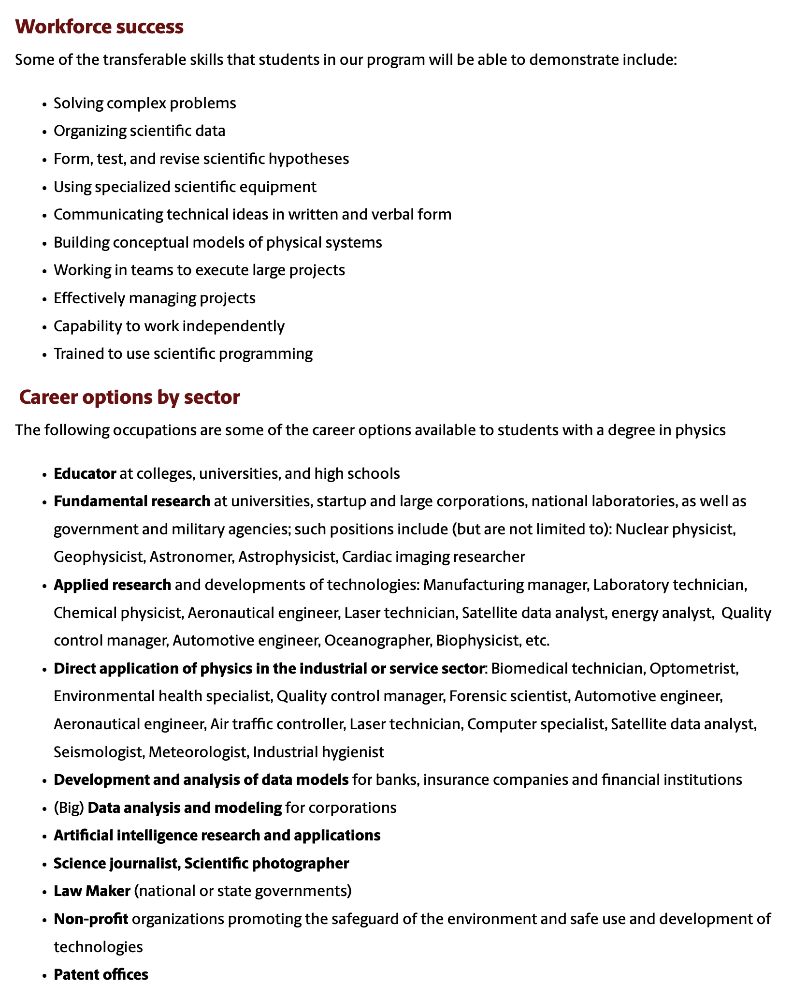 Workforce success
Some of the transferable skills that students in our program will be able to demonstrate include:
• Solving complex problems
• Organizing scientific data
• Form, test, and revise scientific hypotheses
• Using specialized scientific equipment
• Communicating technical ideas in written and verbal form
• Building conceptual models of physical systems
• Working in teams to execute large projects
• Effectively managing projects
• Capability to work independently
• Trained to use scientific programming
Career options by sector
The following occupations are some of the career options available to students with a degree in physics
• Educator at colleges, universities, and high schools
• Fundamental research at universities, startup and large corporations, national laboratories, as well as
government and military agencies; such positions include (but are not limited to): Nuclear physicist,
Geophysicist, Astronomer, Astrophysicist, Cardiac imaging researcher
• Applied research and developments of technologies: Manufacturing manager, Laboratory technician,
Chemical physicist, Aeronautical engineer, Laser technician, Satellite data analyst, energy analyst,  Quality
control manager, Automotive engineer, Oceanographer, Biophysicist, etc.
• Direct application of physics in the industrial or service sector: Biomedical technician, Optometrist,
Environmental health specialist, Quality control manager, Forensic scientist, Automotive engineer,
Aeronautical engineer, Air traffic controller, Laser technician, Computer specialist, Satellite data analyst,
Seismologist, Meteorologist, Industrial hygienist
• Development and analysis of data models for banks, insurance companies and financial institutions
• (Big) Data analysis and modeling for corporations
• Artificial intelligence research and applications
• Science journalist, Scientific photographer
• Law Maker (national or state governments)
• Non-profit organizations promoting the safeguard of the environment and safe use and development of
technologies
• Patent offices